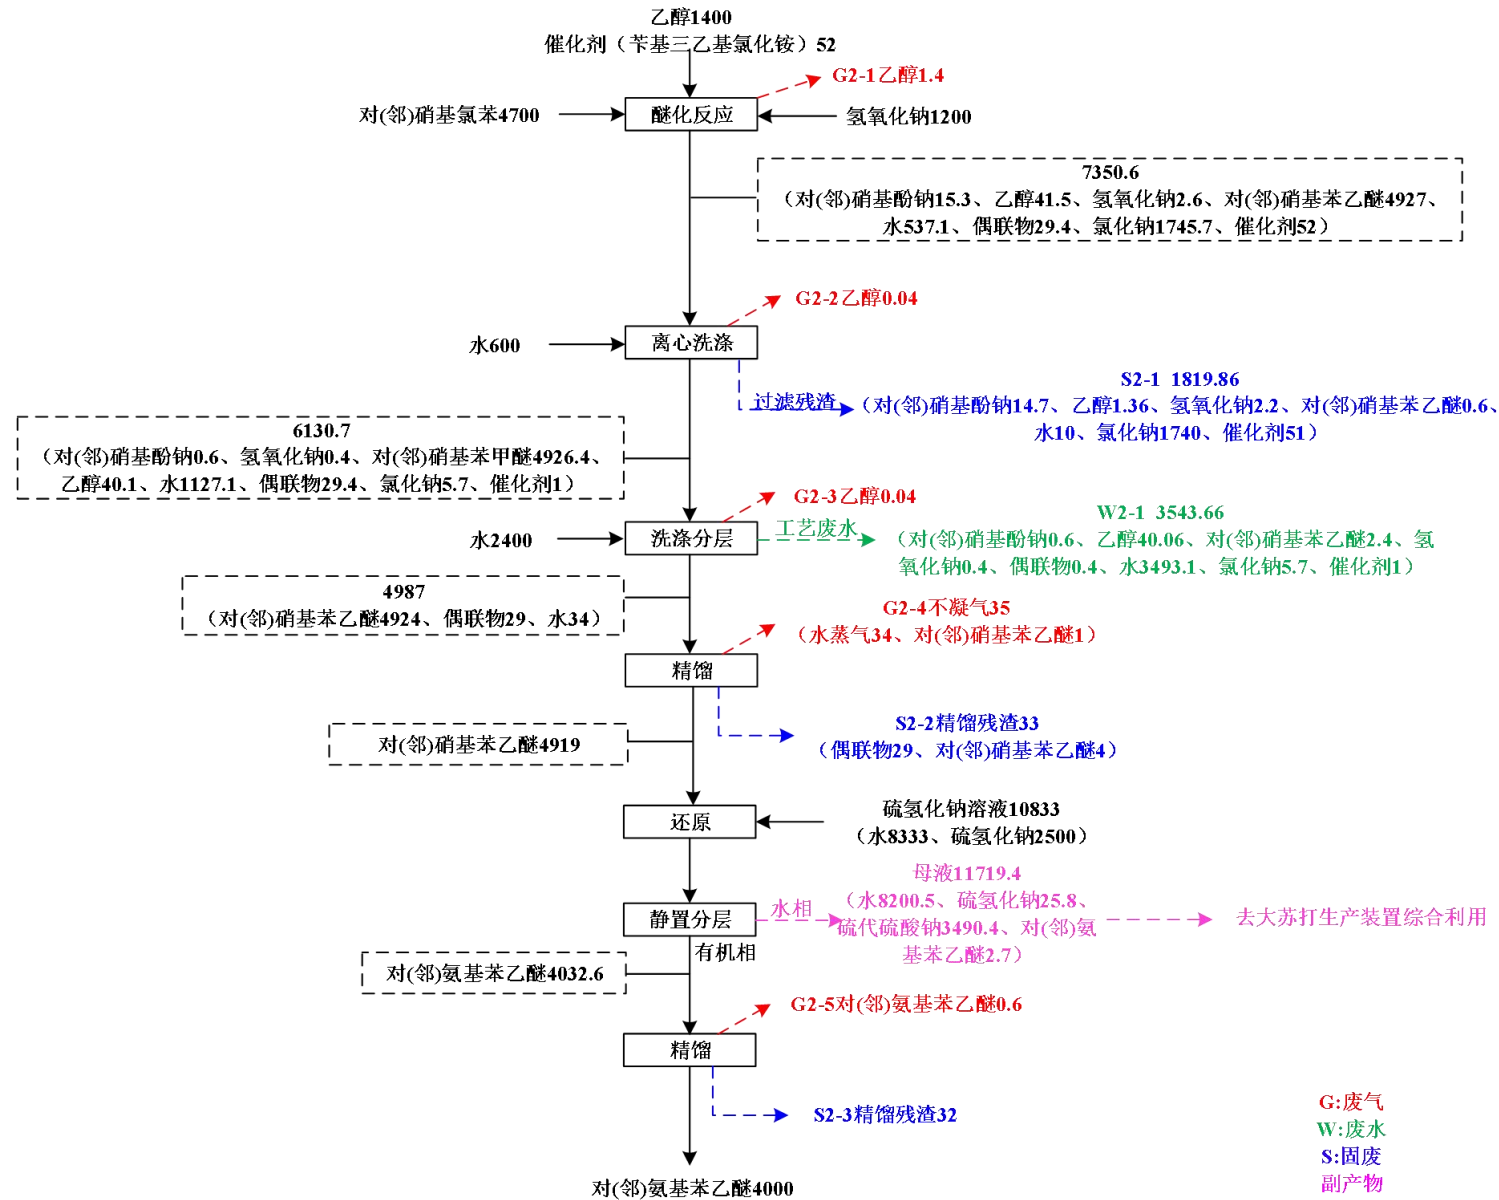 乙醇1400
催化剂（苄基三乙基氯化铵）52
G2-1乙醇1.4
对(邻)硝基氯苯4700
醚化反应
氢氧化钠1200
7350.6
（对(邻)硝基酚钠15.3、乙醇41.5、氢氧化钠2.6、对(邻)硝基苯乙醚4927、
水537.1、偶联物29.4、氯化钠1745.7、催化剂52）
G2-2乙醇0.04
水600
离心洗涤
S2-1 1819.86
过滤残渣
（对(邻)硝基酚钠14.7、乙醇1.36、氢氧化钠2.2、对(邻)硝基苯乙醚0.6、
水10、氯化钠1740、催化剂51）
6130.7
（对(邻)硝基酚钠0.6、氢氧化钠0.4、对(邻)硝基苯甲醚4926.4、
乙醇40.1、水1127.1、偶联物29.4、氯化钠5.7、催化剂1）
G2-3乙醇0.04
水2400
洗涤分层
工艺废水
W2-1 3543.66
（对(邻)硝基酚钠0.6、乙醇40.06、对(邻)硝基苯乙醚2.4、氢
氧化钠0.4、偶联物0.4、水3493.1、氯化钠5.7、催化剂1）
4987
（对(邻)硝基苯乙醚4924、偶联物29、水34）
G2-4不凝气35
（水蒸气34、对(邻)硝基苯乙醚1）
精馏
S2-2精馏残渣33
（偶联物29、对(邻)硝基苯乙醚4）
对(邻)硝基苯乙醚4919
还原
硫氢化钠溶液10833
（水8333、硫氢化钠2500）
静置分层
水相
母液11719.4
（水8200.5、硫氢化钠25.8、
硫代硫酸钠3490.4、对(邻)氨
基苯乙醚2.7）
去大苏打生产装置综合利用
有机相
对(邻)氨基苯乙醚4032.6
G2-5对(邻)氨基苯乙醚0.6
精馏
S2-3精馏残渣32
对(邻)氨基苯乙醚4000
G:废气
W:废水
S:固废
副产物